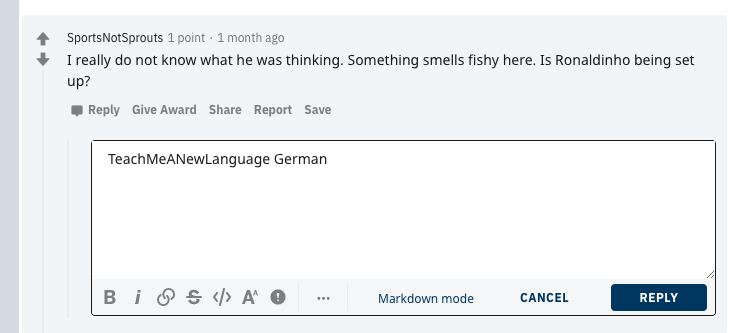 SportsNotSprouts 1 point · 1 month ago
I really do not know what he was thinking. Something smells fishy here. Is Ronaldinho being set
up?
Reply Give Award Share Report Save
TeachMeANewLanguage German
B i S </> AA ! ... Markdown mode CANCEL REPLY